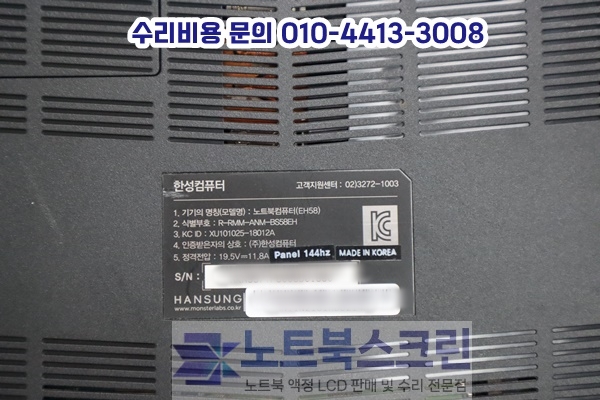 수리비용 문의 010-4413-3008
한성컴퓨터
고객지원센터 : 02)3272-1003
1. 기기의 명칭(모델명) : 노트북컴퓨터(EH58)
2. 식별부호 : R-RMM-ANM-BS58EH
3. KC ID : XU101025-18012A
4. 인증받은자의 상호 : (주)한성컴퓨터
5. 정격전압 : 19.5V⎓11.8A
Panel 144hz
MADE IN KOREA
S/N :
HANSUNG
www.monsterlabs.co.kr
노트북스크린
노트북 액정 LCD 판매 및 수리 전문점